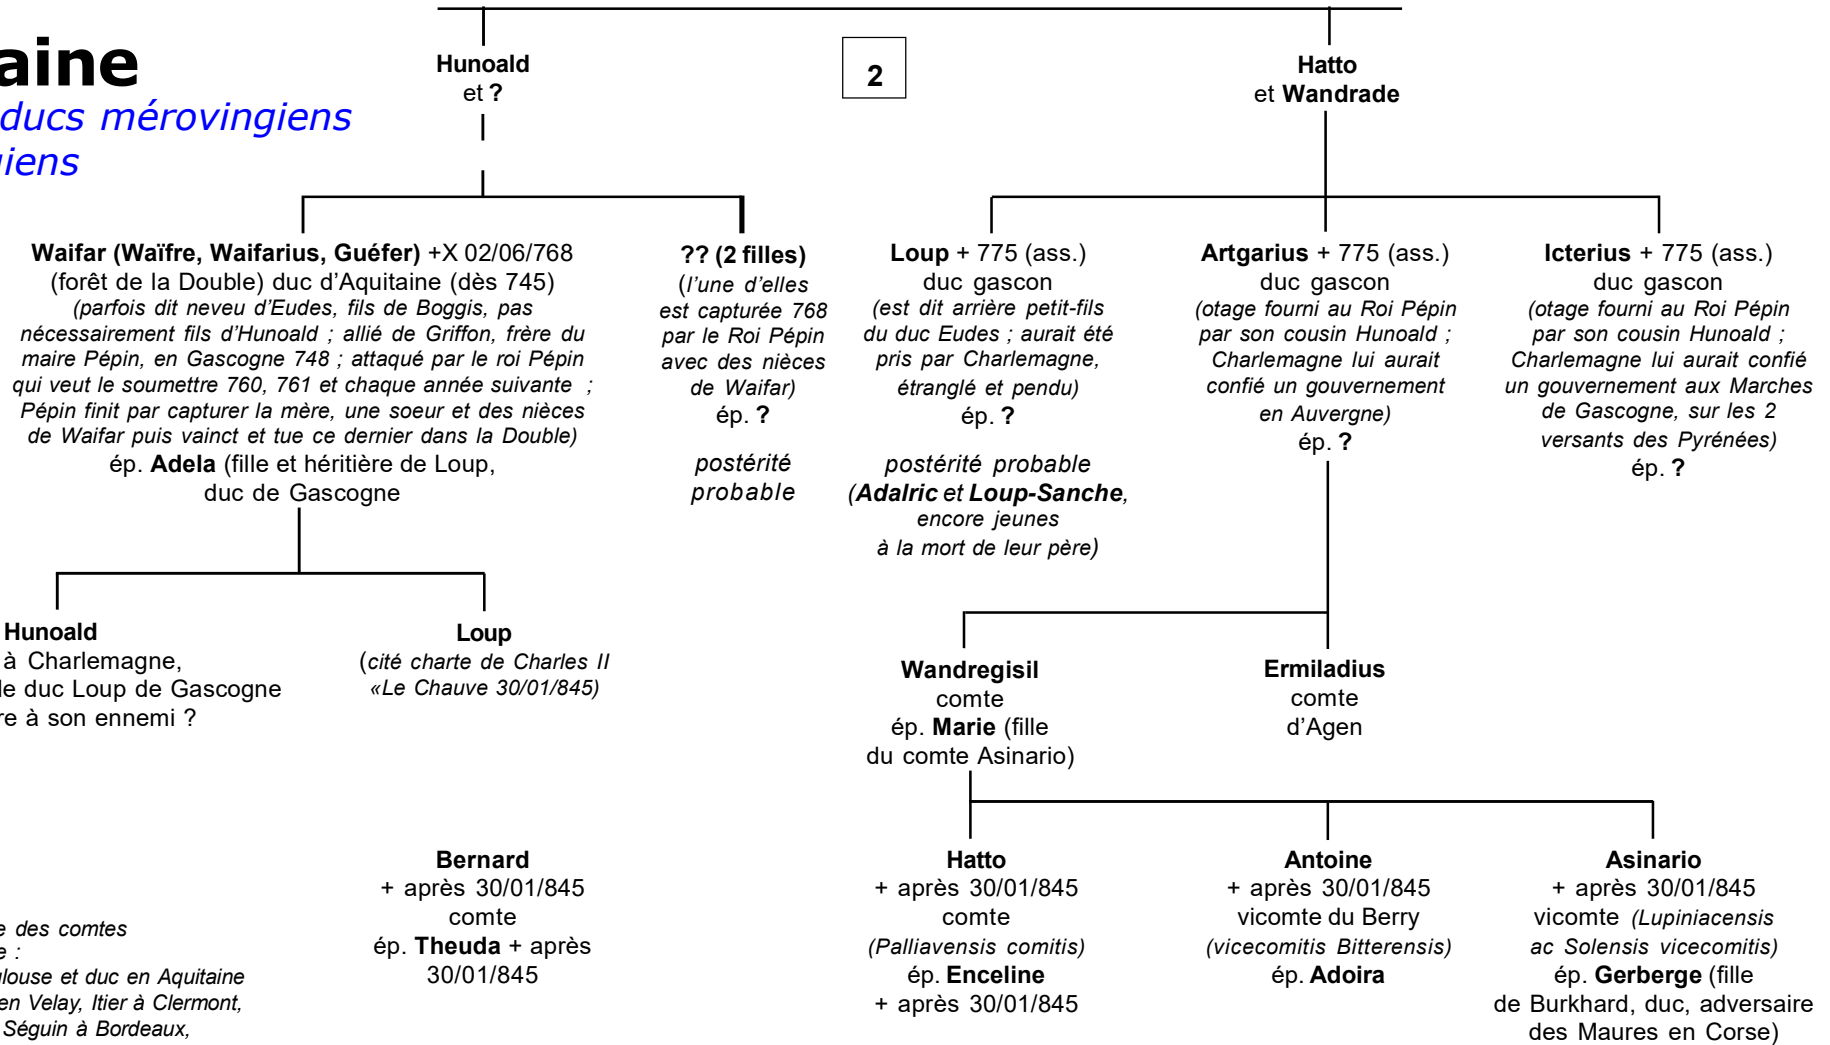 aine
ducs mérovingiens
giens
Hunoald
et ?
2
Hatto
et Wandrade
Waifar (Waïfre, Waifarius, Guéfer) +X 02/06/768
(forêt de la Double) duc d’Aquitaine (dès 745)
(parfois dit neveu d’Eudes, fils de Boggis, pas
nécessairement fils d’Hunoald ; allié de Griffon, frère du
maire Pépin, en Gascogne 748 ; attaqué par le roi Pépin
qui veut le soumettre 760, 761 et chaque année suivante ;
Pépin finit par capturer la mère, une soeur et des nièces
de Waifar puis vainct et tue ce dernier dans la Double)
ép. Adela (fille et héritière de Loup,
duc de Gascogne
?? (2 filles)
(l’une d’elles
est capturée 768
par le Roi Pépin
avec des nièces
de Waifar)
ép. ?
postérité
probable
Loup + 775 (ass.)
duc gascon
(est dit arrière petit-fils
du duc Eudes ; aurait été
pris par Charlemagne,
étranglé et pendu)
ép. ?
postérité probable
(Adalric et Loup-Sanche,
encore jeunes
à la mort de leur père)
Artgarius + 775 (ass.)
duc gascon
(otage fourni au Roi Pépin
par son cousin Hunoald ;
Charlemagne lui aurait
confié un gouvernement
en Auvergne)
ép. ?
Icterius + 775 (ass.)
duc gascon
(otage fourni au Roi Pépin
par son cousin Hunoald ;
Charlemagne lui aurait confié
un gouvernement aux Marches
de Gascogne, sur les 2
versants des Pyrénées)
ép. ?
Hunoald
à Charlemagne,
le duc Loup de Gascogne
re à son ennemi ?
Loup
(cité charte de Charles II
«Le Chauve 30/01/845)
Wandregisil
comte
ép. Marie (fille
du comte Asinario)
Ermiladius
comte
d’Agen
Bernard
+ après 30/01/845
comte
ép. Theuda + après
30/01/845
Hatto
+ après 30/01/845
comte
(Palliavensis comitis)
ép. Enceline
+ après 30/01/845
Antoine
+ après 30/01/845
vicomte du Berry
(vicecomitis Bitterensis)
ép. Adoira
Asinario
+ après 30/01/845
vicomte (Lupiniacensis
ac Solensis vicecomitis)
ép. Gerberge (fille
de Burkhard, duc, adversaire
des Maures en Corse)
e des comtes
e :
ulouse et duc en Aquitaine
en Velay, Itier à Clermont,
Séguin à Bordeaux,